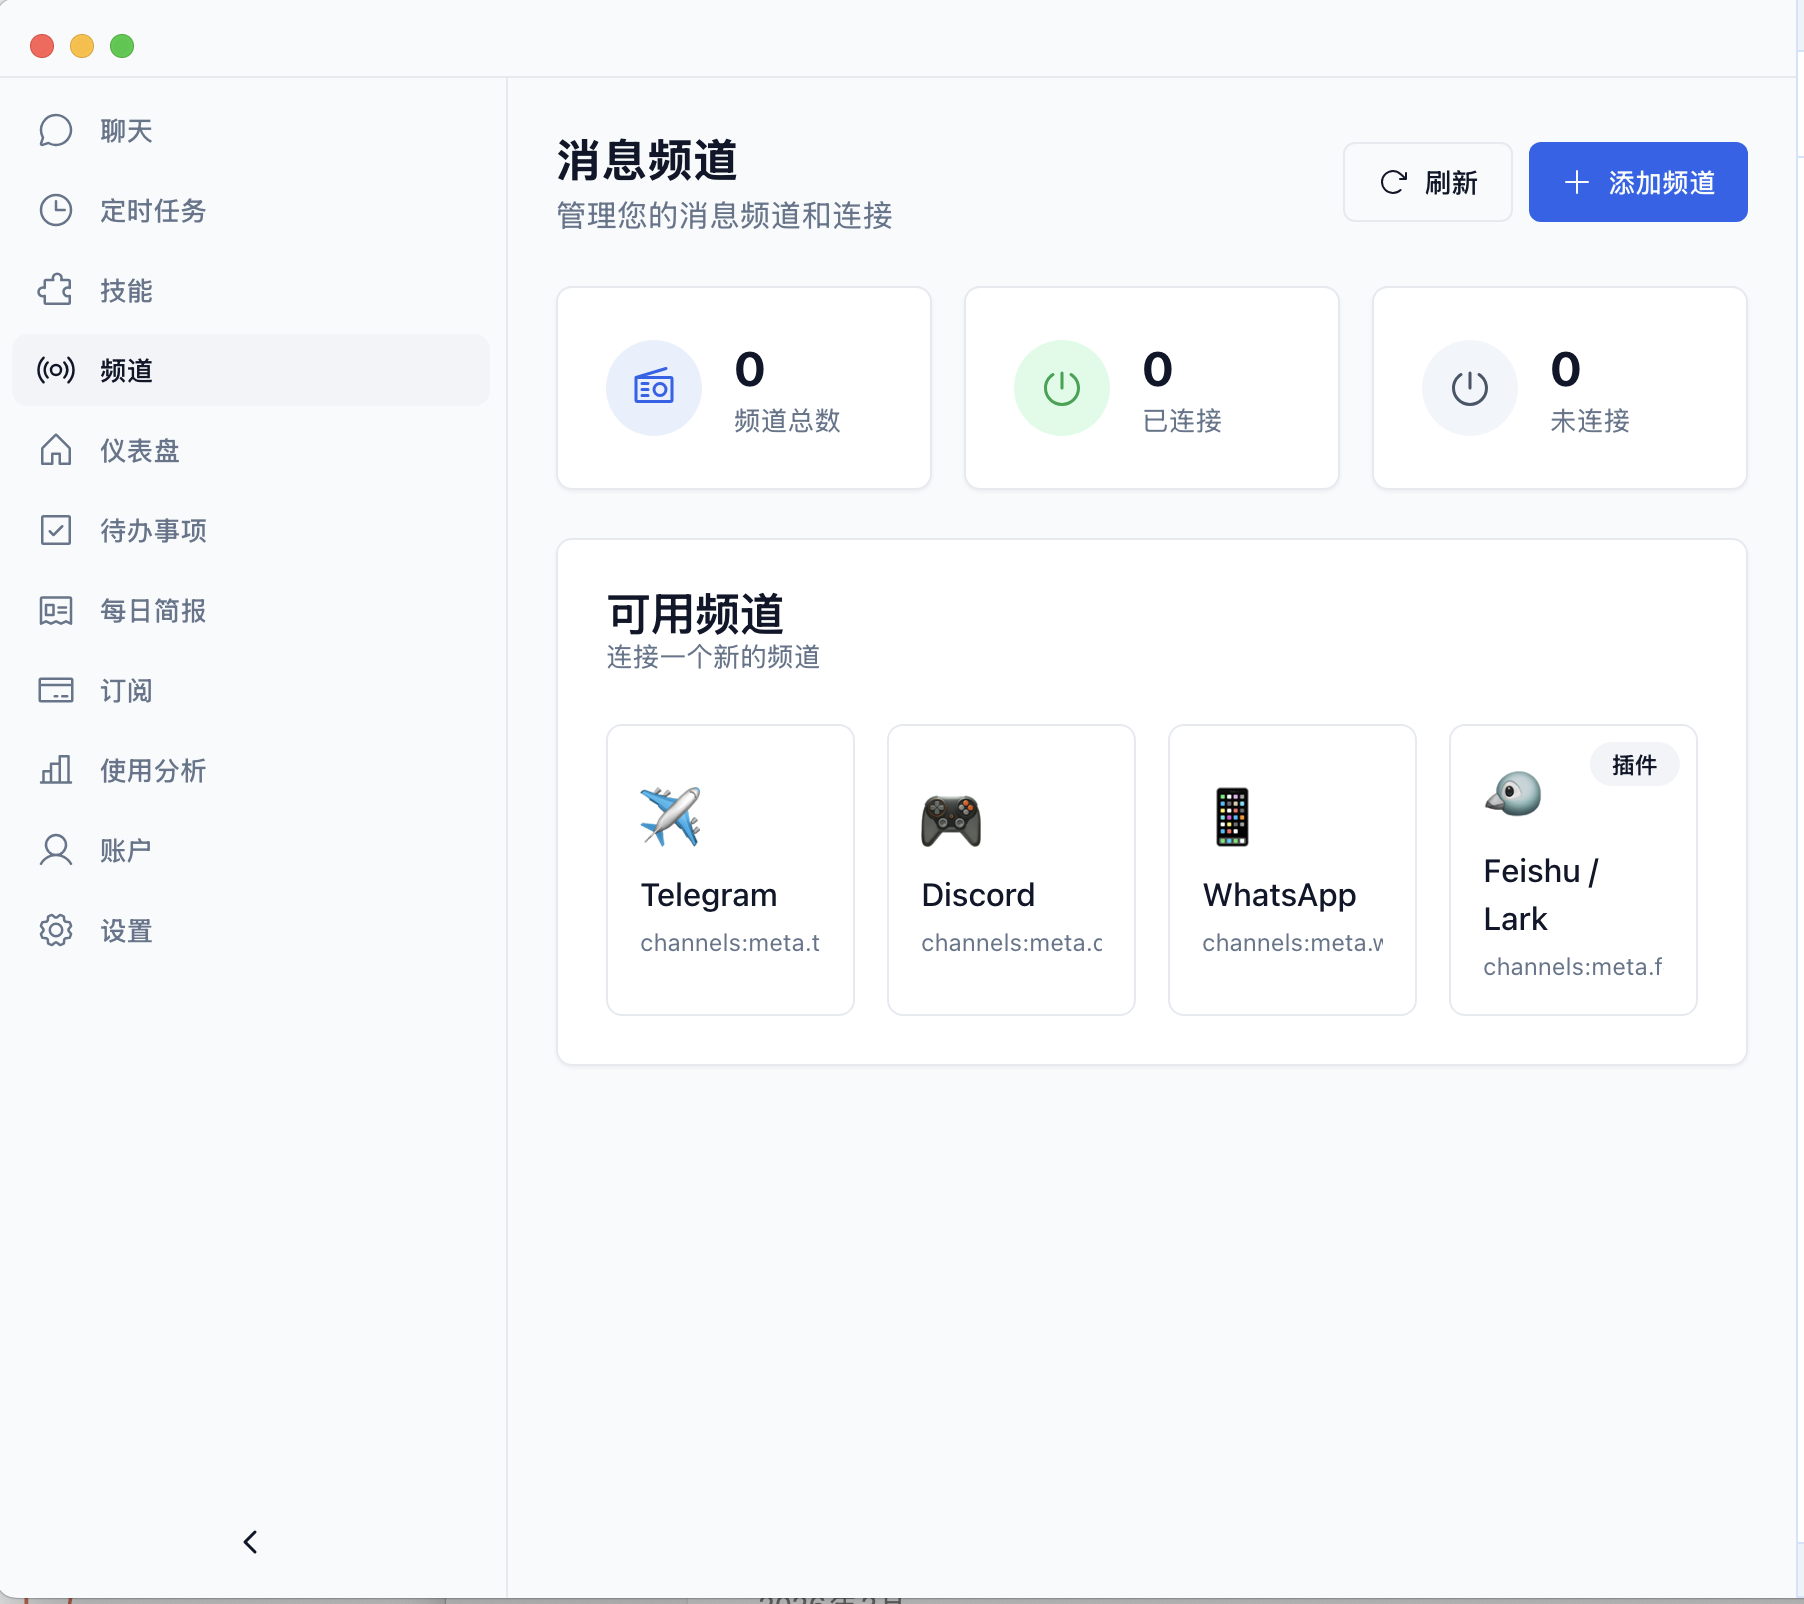 聊天
定时任务
技能
频道
仪表盘
待办事项
每日简报
订阅
使用分析
账户
设置
消息频道
管理您的消息频道和连接
刷新
添加频道
0
频道总数
0
已连接
0
未连接
可用频道
连接一个新的频道
Telegram
channels:meta.t
Discord
channels:meta.
WhatsApp
channels:meta.
插件
Feishu /
Lark
channels:meta.f